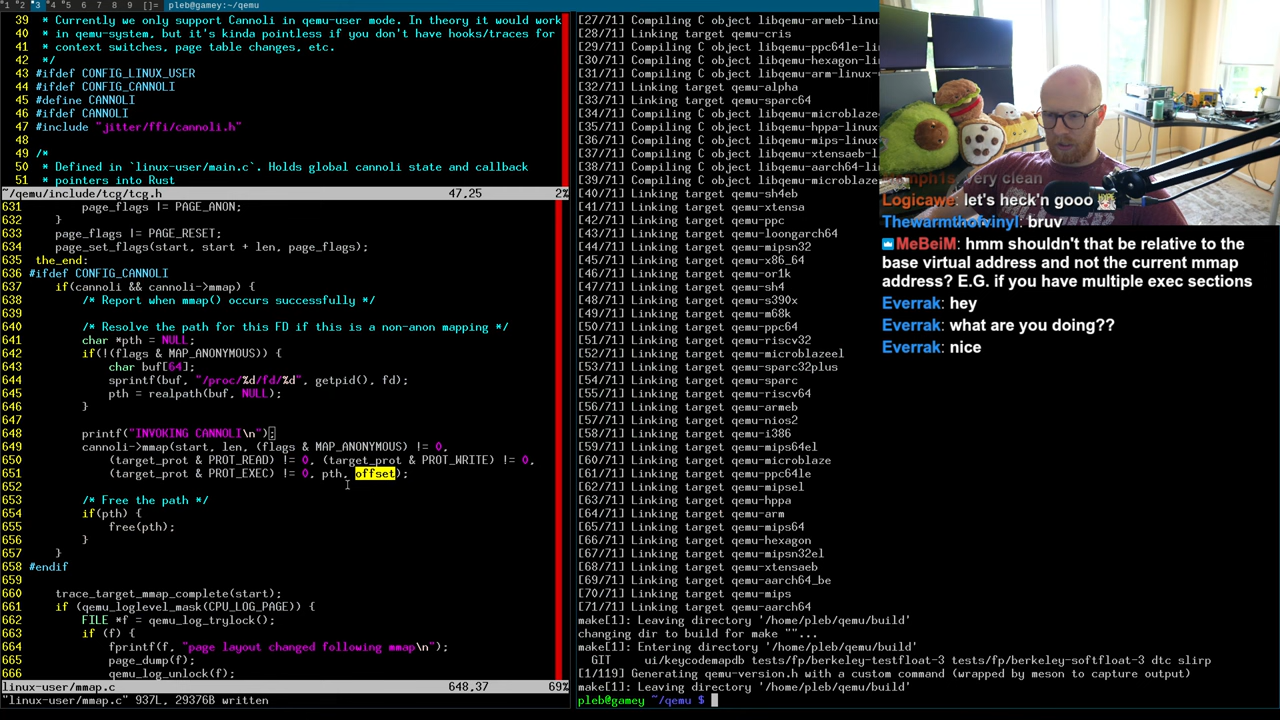 1 2 3 4 5 6 7 8 9 []= pleb@gamey:~/qemu
39  * Currently we only support Cannoli in qemu-user mode. In theory it would work
40  * in qemu-system, but it's kinda pointless if you don't have hooks/traces for
41  * context switches, page table changes, etc.
42  */
43 #ifdef CONFIG_LINUX_USER
44 #ifdef CONFIG_CANNOLI
45 #define CANNOLI
46 #ifdef CANNOLI
47 #include "jitter/ffi/cannoli.h"
48
49 /*
50  * Defined in `linux-user/main.c`. Holds global cannoli state and callback
51  * pointers into Rust
~/qemu/include/tcg/tcg.h 47,25 2%
631         page_flags |= PAGE_ANON;
632     }
633     page_flags |= PAGE_RESET;
634     page_set_flags(start, start + len, page_flags);
635  the_end:
636 #ifdef CONFIG_CANNOLI
637     if(cannoli && cannoli->mmap) {
638         /* Report when mmap() occurs successfully */
639
640         /* Resolve the path for this FD if this is a non-anon mapping */
641         char *pth = NULL;
642         if(!(flags & MAP_ANONYMOUS)) {
643             char buf[64];
644             sprintf(buf, "/proc/%d/fd/%d", getpid(), fd);
645             pth = realpath(buf, NULL);
646         }
647
648         printf("INVOKING CANNOLI\n");
649         cannoli->mmap(start, len, (flags & MAP_ANONYMOUS) != 0,
650             (target_prot & PROT_READ) != 0, (target_prot & PROT_WRITE) != 0,
651             (target_prot & PROT_EXEC) != 0, pth, offset);
652
653         /* Free the path */
654         if(pth) {
655             free(pth);
656         }
657     }
658 #endif
659
660     trace_target_mmap_complete(start);
661     if (qemu_loglevel_mask(CPU_LOG_PAGE)) {
662         FILE *f = qemu_log_trylock();
663         if (f) {
664             fprintf(f, "page layout changed following mmap\n");
665             page_dump(f);
666             qemu_log_unlock(f);
linux-user/mmap.c 648,37 69%
"linux-user/mmap.c" 937L, 29376B written
[27/71] Compiling C object libqemu-armeb-lin
[28/71] Linking target qemu-cris
[29/71] Compiling C object libqemu-ppc64le-li
[30/71] Compiling C object libqemu-hexagon-li
[31/71] Compiling C object libqemu-arm-linux-
[32/71] Linking target qemu-alpha
[33/71] Linking target qemu-sparc64
[34/71] Compiling C object libqemu-microblaze
[35/71] Compiling C object libqemu-hppa-linux
[36/71] Compiling C object libqemu-mips-linux
[37/71] Compiling C object libqemu-xtensaeb-l
[38/71] Compiling C object libqemu-aarch64-li
[39/71] Compiling C object libqemu-microblaze
[40/71] Linking target qemu-sh4eb
[41/71] Linking target qemu-xtensa
[42/71] Linking target qemu-ppc
[43/71] Linking target qemu-loongarch64
[44/71] Linking target qemu-mipsn32
[45/71] Linking target qemu-x86_64
[46/71] Linking target qemu-or1k
[47/71] Linking target qemu-sh4
[48/71] Linking target qemu-s390x
[49/71] Linking target qemu-m68k
[50/71] Linking target qemu-ppc64
[51/71] Linking target qemu-riscv32
[52/71] Linking target qemu-microblazeel
[53/71] Linking target qemu-sparc32plus
[54/71] Linking target qemu-sparc
[55/71] Linking target qemu-riscv64
[56/71] Linking target qemu-armeb
[57/71] Linking target qemu-nios2
[58/71] Linking target qemu-i386
[59/71] Linking target qemu-mips64el
[60/71] Linking target qemu-microblaze
[61/71] Linking target qemu-ppc64le
[62/71] Linking target qemu-mipsel
[63/71] Linking target qemu-hppa
[64/71] Linking target qemu-arm
[65/71] Linking target qemu-mips64
[66/71] Linking target qemu-hexagon
[67/71] Linking target qemu-mipsn32el
[68/71] Linking target qemu-xtensaeb
[69/71] Linking target qemu-aarch64_be
[70/71] Linking target qemu-mips
[71/71] Linking target qemu-aarch64
make[1]: Leaving directory '/home/pleb/qemu/build'
changing dir to build for make ""...
make[1]: Entering directory '/home/pleb/qemu/build'
  GIT     ui/keycodemapdb tests/fp/berkeley-testfloat-3 tests/fp/berkeley-softfloat-3 dtc slirp
[1/119] Generating qemu-version.h with a custom command (wrapped by meson to capture output)
make[1]: Leaving directory '/home/pleb/qemu/build'
pleb@gamey ~/qemu $
very clean
Logicawe: let's heck'n gooo
Thewarmthofvinyl: bruv
MeBeiM: hmm shouldn't that be relative to the
base virtual address and not the current mmap
address? E.G. if you have multiple exec sections
Everrak: hey
Everrak: what are you doing??
Everrak: nice